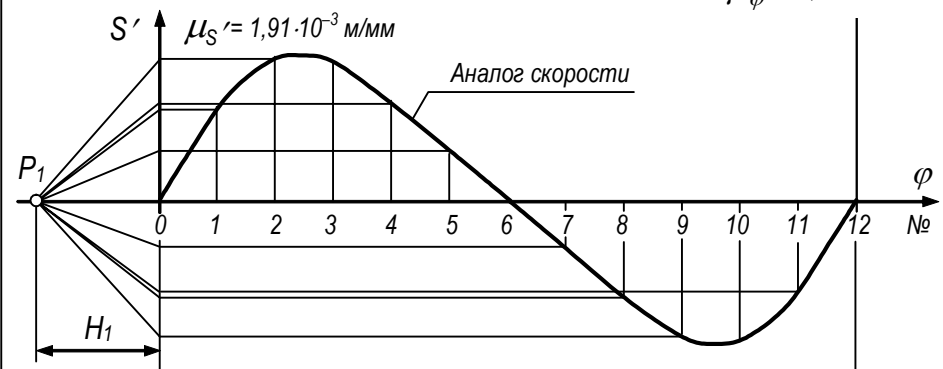 S′ μS′ = 1,91·10⁻³ м/мм
Аналог скорости
P1
φ
0 1 2 3 4 5 6 7 8 9 10 11 12 №
H1